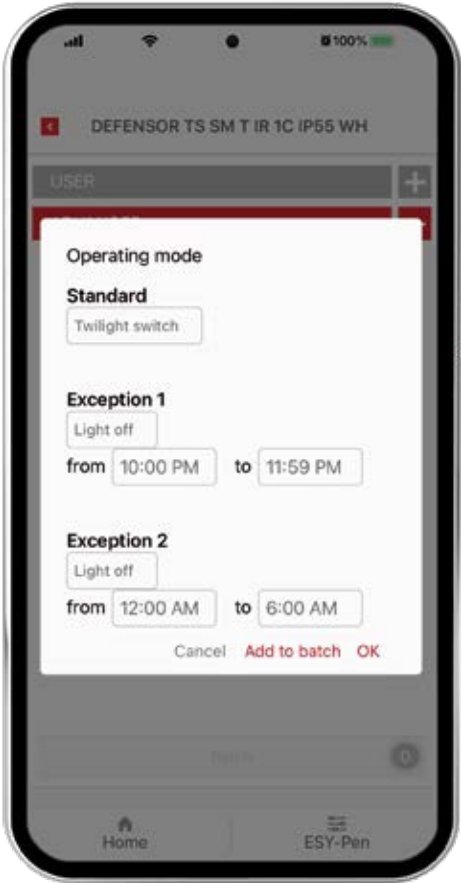 100%
DEFENSOR TS SM T IR 1C IP55 WH
USER
Operating mode
Standard
Twilight switch
Exception 1
Light off
from 10:00 PM to 11:59 PM
Exception 2
Light off
from 12:00 AM to 6:00 AM
Cancel Add to batch OK
0
Home ESY-Pen